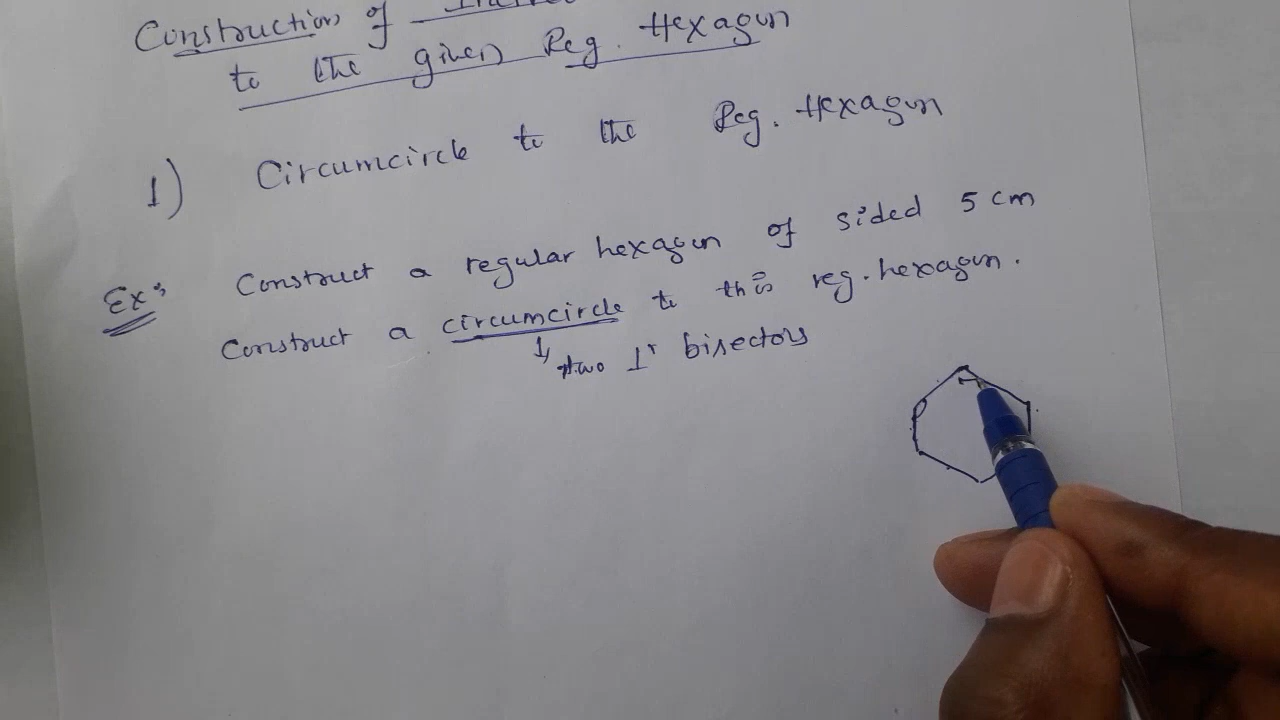 Construction of
to the given Reg. Hexagon
1) Circumcircle to the Reg. Hexagon
Ex: Construct a regular hexagon of sided 5 cm
Construct a circumcircle to this reg. hexagon.
two ⊥r bisectors